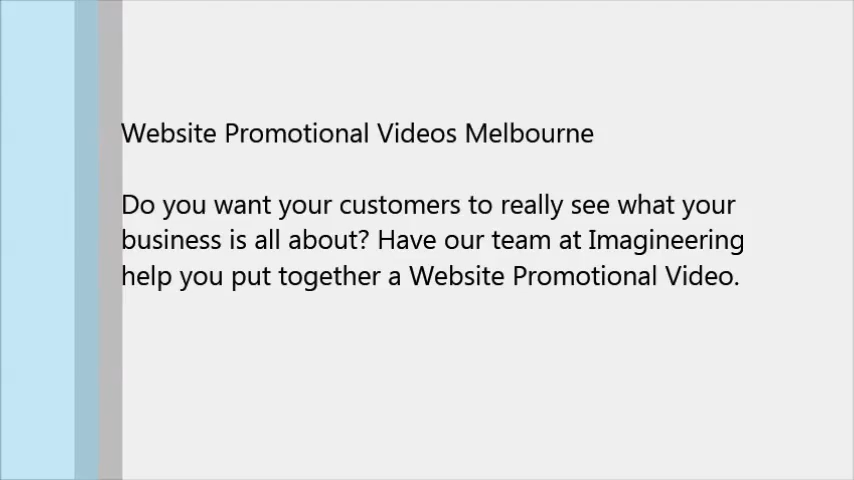 Website Promotional Videos Melbourne
Do you want your customers to really see what your
business is all about? Have our team at Imagineering
help you put together a Website Promotional Video.